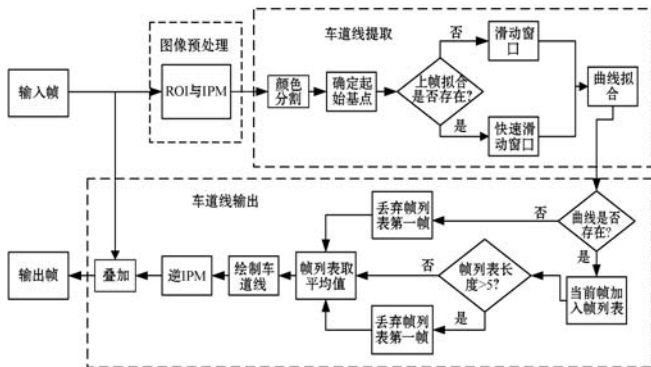 图像预处理
车道线提取
输入帧
ROI与IPM
颜色
分割
确定起
始基点
上帧拟合
是否存在?
否
是
滑动窗
口
快速滑
动窗口
曲线拟
合
车道线输出
曲线是否
存在?
否
是
当前帧加
入帧列表
帧列表长
度>5?
否
是
丢弃帧列
表第一帧
丢弃帧列
表第一帧
帧列表取
平均值
绘制车
道线
逆IPM
叠加
输出帧